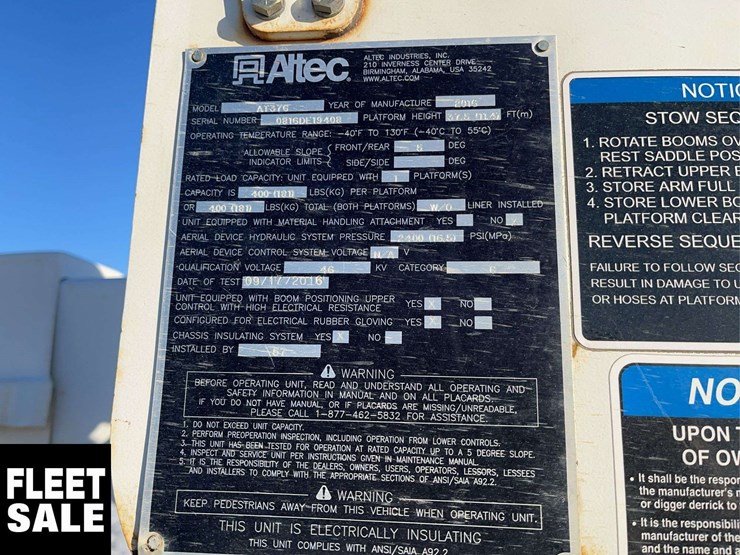 Altec
ALTEC INDUSTRIES, INC.
210 INVERNESS CENTER DRIVE
BIRMINGHAM, ALABAMA, USA 35242
WWW.ALTEC.COM
MODEL AT37G YEAR OF MANUFACTURE 2016
SERIAL NUMBER 0816DE19408 PLATFORM HEIGHT 37.5 (11.4) FT(m)
OPERATING TEMPERATURE RANGE: -40°F TO 130°F (-40°C TO 55°C)
ALLOWABLE SLOPE INDICATOR LIMITS FRONT/REAR 5 DEG
SIDE/SIDE DEG
RATED LOAD CAPACITY: UNIT EQUIPPED WITH 1 PLATFORM(S)
CAPACITY IS 400 (181) LBS(KG) PER PLATFORM
OR 400 (181) LBS(KG) TOTAL (BOTH PLATFORMS) W/O LINER INSTALLED
UNIT EQUIPPED WITH MATERIAL HANDLING ATTACHMENT YES NO X
AERIAL DEVICE HYDRAULIC SYSTEM PRESSURE 2400 (16.5) PSI(MPa)
AERIAL DEVICE CONTROL SYSTEM VOLTAGE N/A V
QUALIFICATION VOLTAGE 46 KV CATEGORY
DATE OF TEST 08/17/2016
UNIT EQUIPPED WITH BOOM POSITIONING UPPER
CONTROL WITH HIGH ELECTRICAL RESISTANCE YES X NO
CONFIGURED FOR ELECTRICAL RUBBER GLOVING YES X NO
CHASSIS INSULATING SYSTEM YES X NO
INSTALLED BY 67
WARNING
BEFORE OPERATING UNIT, READ AND UNDERSTAND ALL OPERATING AND
SAFETY INFORMATION IN MANUAL AND ON ALL PLACARDS.
IF YOU DO NOT HAVE MANUAL, OR IF PLACARDS ARE MISSING/UNREADABLE,
PLEASE CALL 1-877-462-5832 FOR ASSISTANCE.
1. DO NOT EXCEED UNIT CAPACITY.
2. PERFORM PREOPERATION INSPECTION, INCLUDING OPERATION FROM LOWER CONTROLS.
3. THIS UNIT HAS BEEN TESTED FOR OPERATION AT RATED CAPACITY UP TO A 5 DEGREE SLOPE.
4. INSPECT AND SERVICE UNIT PER INSTRUCTIONS GIVEN IN MAINTENANCE MANUAL.
5. IT IS THE RESPONSIBILITY OF THE DEALERS, OWNERS, USERS, OPERATORS, LESSORS, LESSEES
AND INSTALLERS TO COMPLY WITH THE APPROPRIATE SECTIONS OF ANSI/SAIA A92.2.
WARNING
KEEP PEDESTRIANS AWAY FROM THIS VEHICLE WHEN OPERATING UNIT.
THIS UNIT IS ELECTRICALLY INSULATING
THIS UNIT COMPLIES WITH ANSI/SAIA A92.2
NOTIC
STOW SEQ
1. ROTATE BOOMS OV
REST SADDLE POS
2. RETRACT UPPER B
3. STORE ARM FULL
4. STORE LOWER BO
PLATFORM CLEAR
REVERSE SEQUE
FAILURE TO FOLLOW SEQ
RESULT IN DAMAGE TO U
OR HOSES AT PLATFORM
NO
UPON T
OF OW
• It shall be the respon
the manufacturer's m
or digger derrick to
• It is the responsibili
manufacturer of the
and new name and a
FLEET
SALE